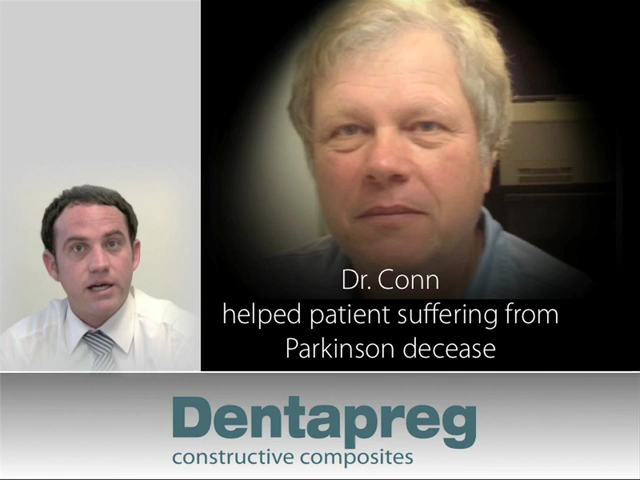 Dr. Conn
helped patient suffering from
Parkinson decease
Dentapreg
constructive composites